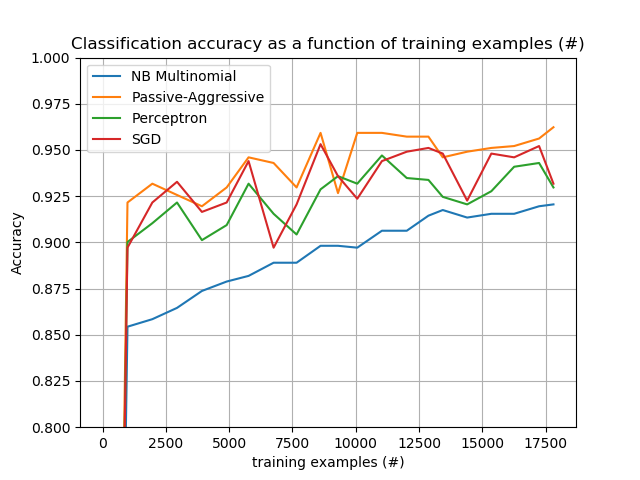 Classification accuracy as a function of training examples (#)
NB Multinomial
Passive-Aggressive
Perceptron
SGD
1.000
0.975
0.950
0.925
0.900
0.875
0.850
0.825
0.800
Accuracy
0 2500 5000 7500 10000 12500 15000 17500
training examples (#)